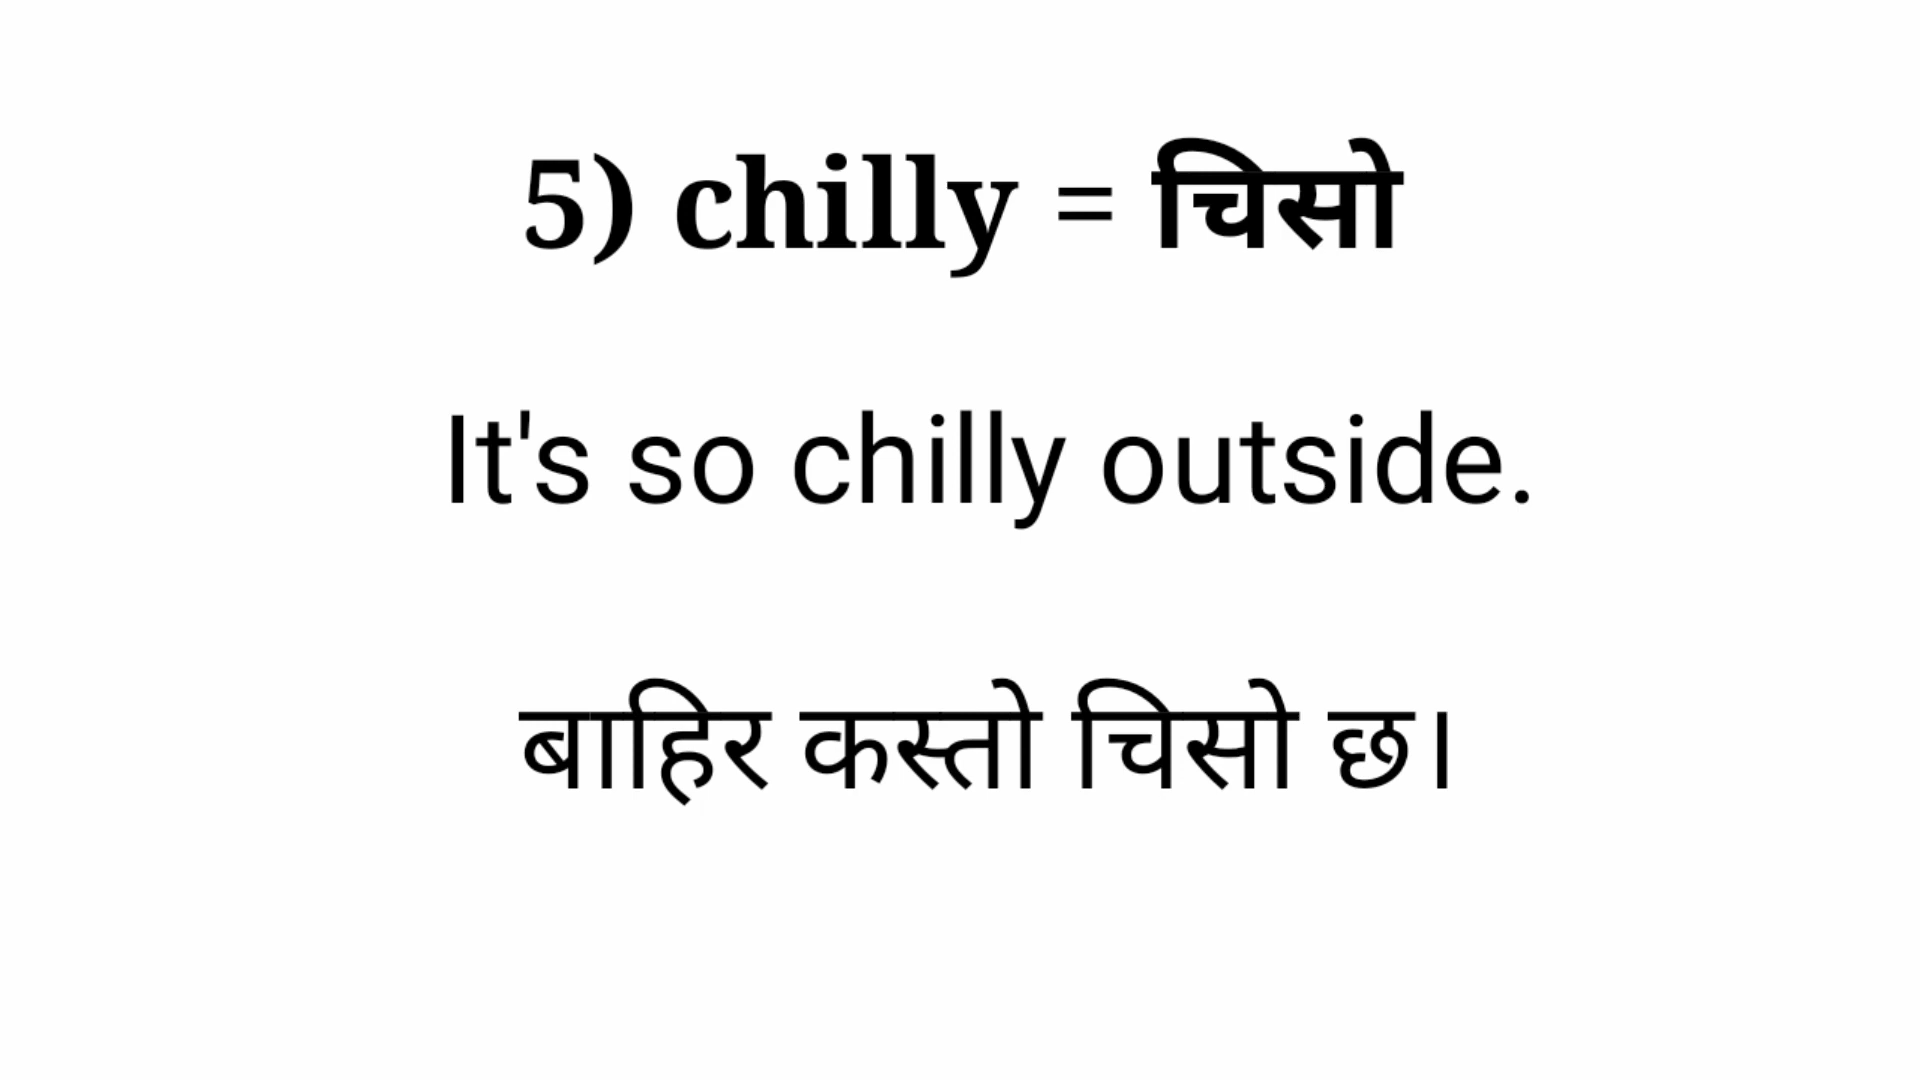 5) chilly = चिसो
It's so chilly outside.
बाहिर कस्तो चिसो छ।